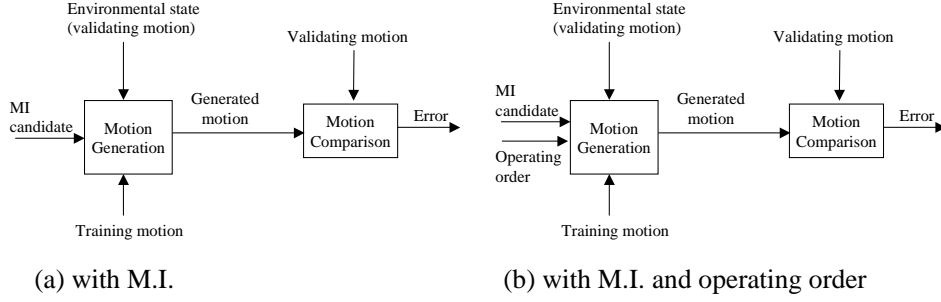 Environmental state
(validating motion)
Validating motion
MI
candidate
Motion
Generation
Generated
motion
Motion
Comparison
Error
Training motion
(a) with M.I.
Environmental state
(validating motion)
Validating motion
MI
candidate
Operating
order
Motion
Generation
Generated
motion
Motion
Comparison
Error
Training motion
(b) with M.I. and operating order